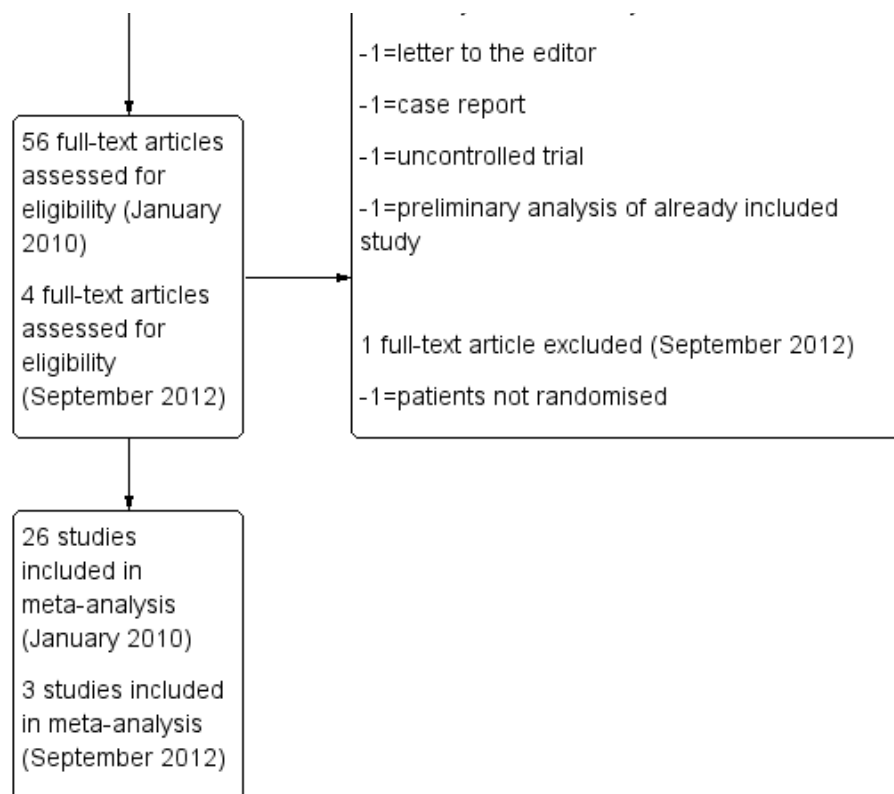 -1=letter to the editor
-1=case report
-1=uncontrolled trial
-1=preliminary analysis of already included
study
1 full-text article excluded (September 2012)
-1=patients not randomised
56 full-text articles
assessed for
eligibility (January
2010)
4 full-text articles
assessed for
eligibility
(September 2012)
26 studies
included in
meta-analysis
(January 2010)
3 studies included
in meta-analysis
(September 2012)